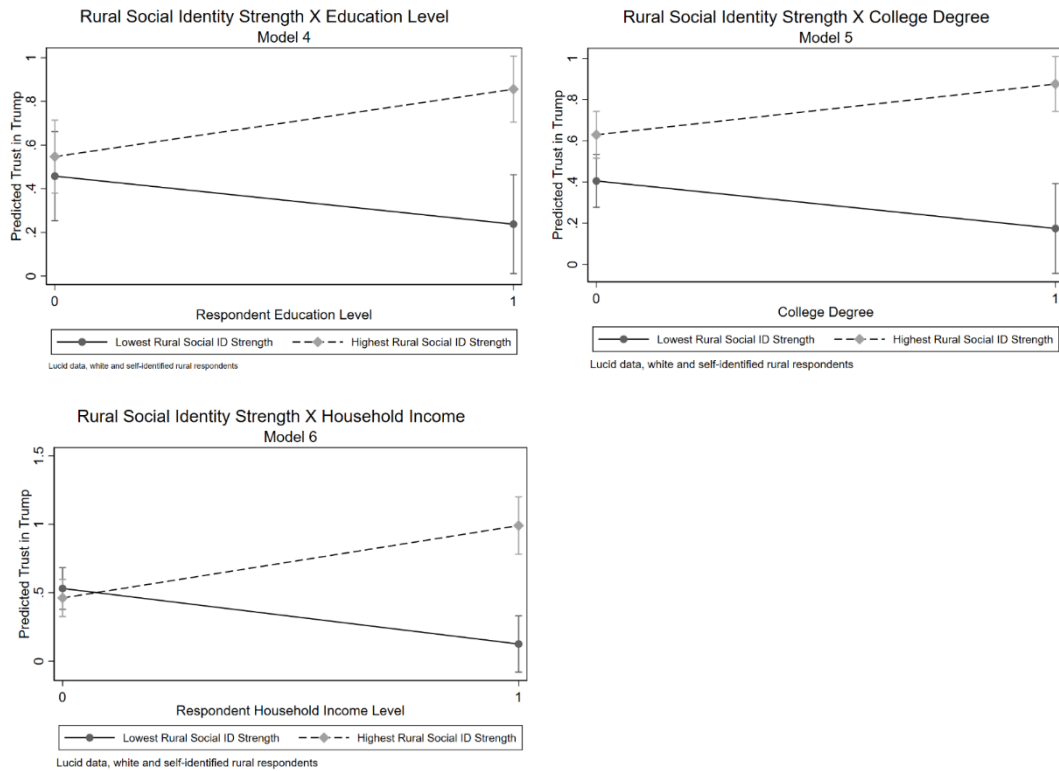 Rural Social Identity Strength X Education Level
Model 4
Predicted Trust in Trump
1
.8
.6
.4
.2
0
0
1
Respondent Education Level
Lowest Rural Social ID Strength
Highest Rural Social ID Strength
Lucid data, white and self-identified rural respondents
Rural Social Identity Strength X College Degree
Model 5
Predicted Trust in Trump
1
.8
.6
.4
.2
0
0
1
College Degree
Lowest Rural Social ID Strength
Highest Rural Social ID Strength
Lucid data, white and self-identified rural respondents
Rural Social Identity Strength X Household Income
Model 6
Predicted Trust in Trump
1.5
1
.5
0
0
1
Respondent Household Income Level
Lowest Rural Social ID Strength
Highest Rural Social ID Strength
Lucid data, white and self-identified rural respondents